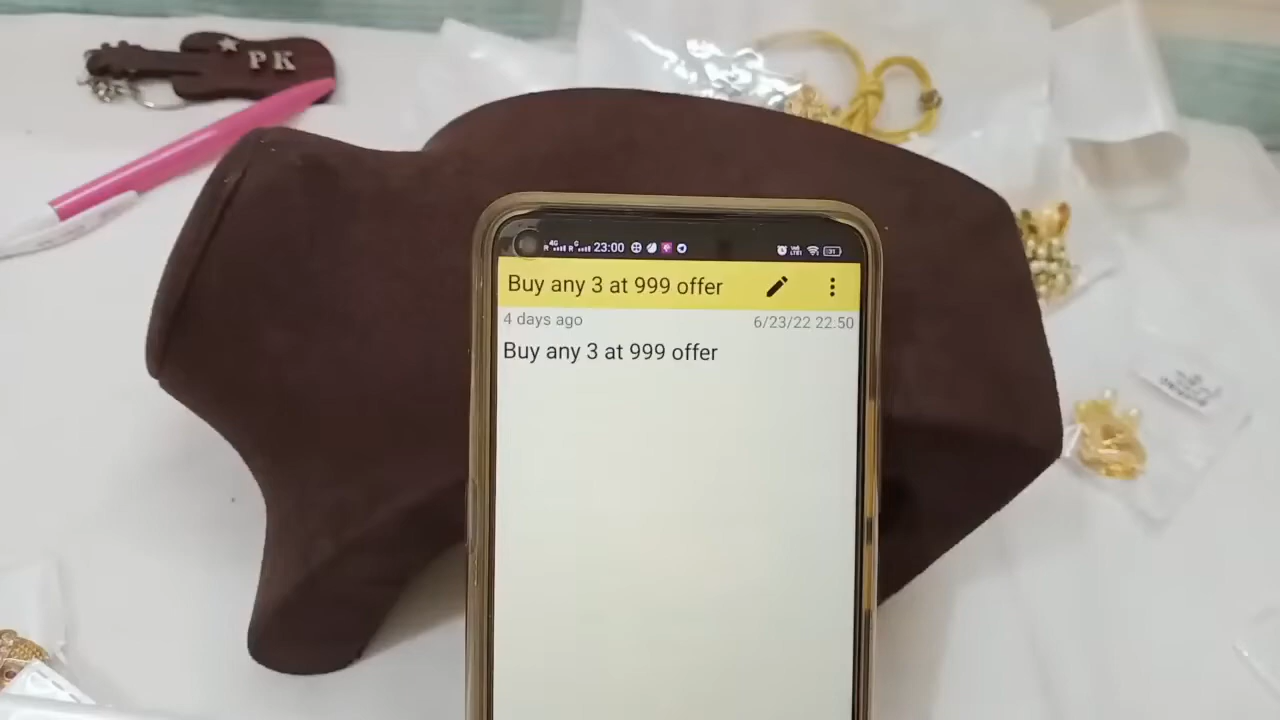 PK
23:00
Buy any 3 at 999 offer
4 days ago
6/23/22 22.50
Buy any 3 at 999 offer